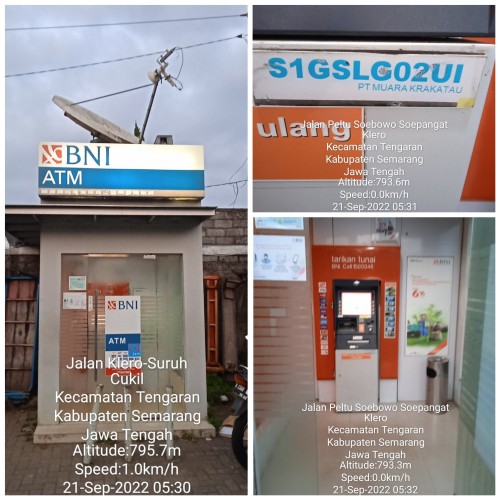 BNI
ATM
BNI
ATM
Jalan Klero-Suruh
Cukil
Kecamatan Tengaran
Kabupaten Semarang
Jawa Tengah
Altitude:795.7m
Speed:1.0km/h
21-Sep-2022 05:30
S1GSLG02UI
PT MUARA KRAKATAU
ulang
Jalan Peltu Soebowo Soepangat
Klero
Kecamatan Tengaran
Kabupaten Semarang
Jawa Tengah
Altitude:793.6m
Speed:0.0km/h
21-Sep-2022 05:31
tarikan tunai
BNI Call 1500046
BNI
Jalan Peltu Soebowo Soepangat
Klero
Kecamatan Tengaran
Kabupaten Semarang
Jawa Tengah
Altitude:793.3m
Speed:0.0km/h
21-Sep-2022 05:32